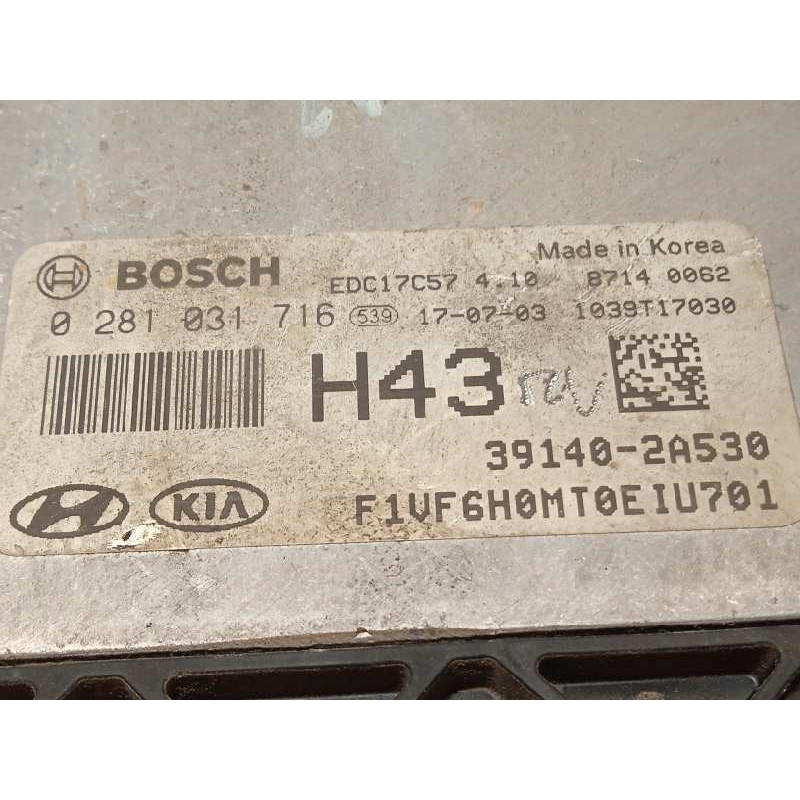 Made in Korea
BOSCH EDC17C57 4.10 8714 0062
0 281 031 716 539 17-07-03 1039T17030
H43
39140-2A530
KIA F1VF6H0MT0EIU701